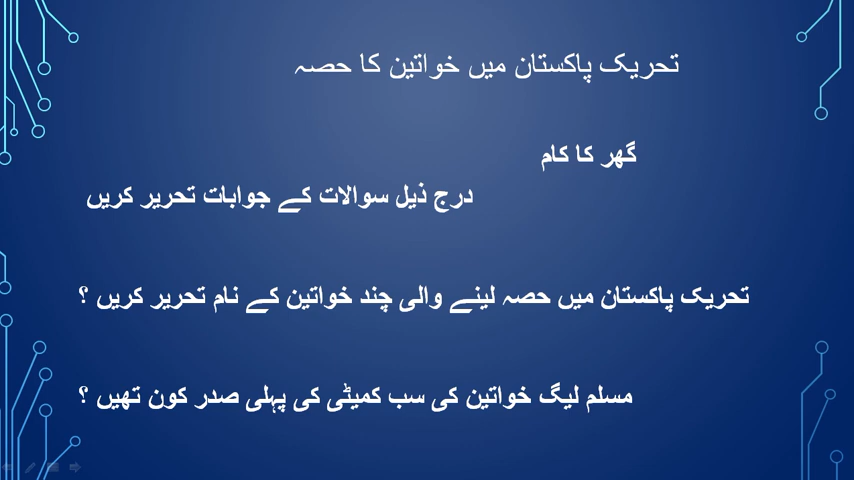 تحریک پاکستان میں خواتین کا حصہ
گھر کا کام
درج ذیل سوالات کے جوابات تحریر کریں
تحریک پاکستان میں حصہ لینے والی چند خواتین کے نام تحریر کریں ؟
مسلم لیگ خواتین کی سب کمیٹی کی پہلی صدر کون تھیں ؟